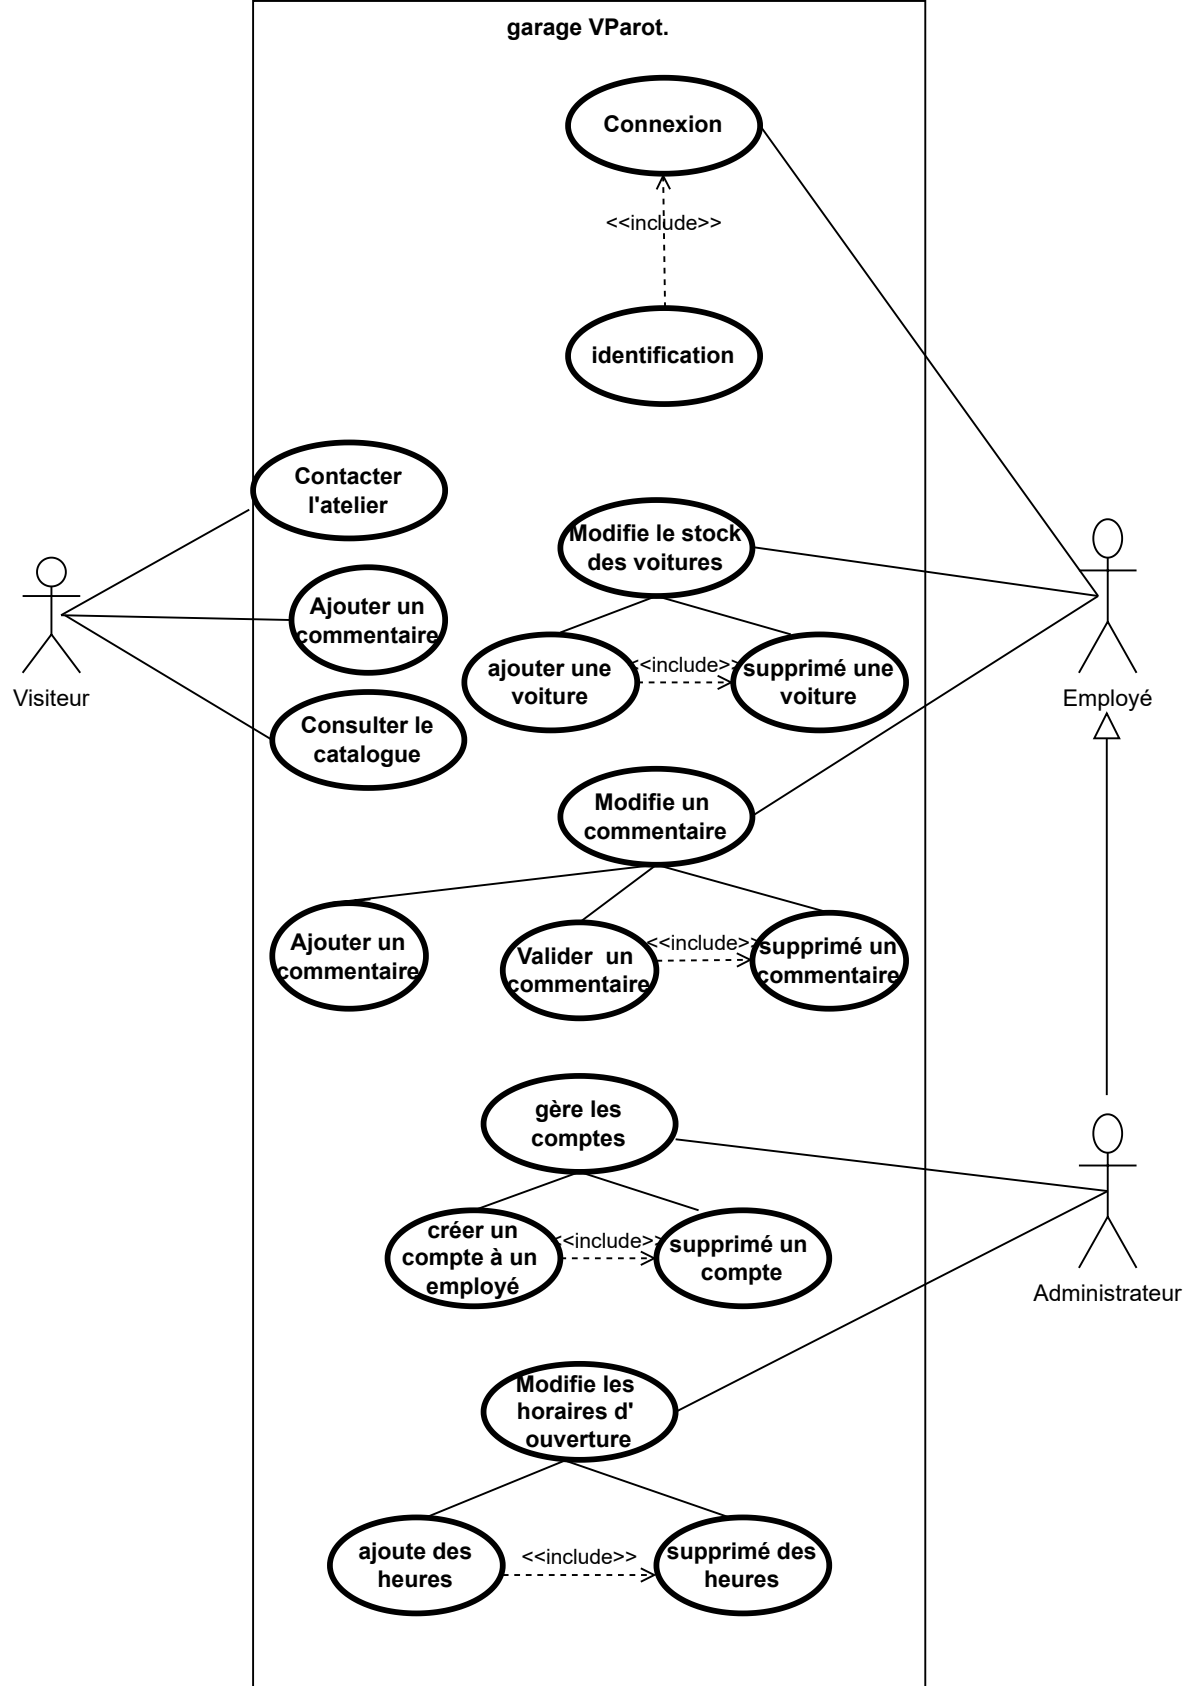 garage VParot.
Connexion
<<include>>
identification
Contacter
l'atelier
Modifie le stock
des voitures
Ajouter un
commentaire
ajouter une
voiture
<<include>>
supprimé une
voiture
Visiteur
Employé
Consulter le
catalogue
Modifie un
commentaire
Ajouter un
commentaire
Valider un
commentaire
<<include>>
supprimé un
commentaire
gère les
comptes
créer un
compte à un
employé
<<include>>
supprimé un
compte
Administrateur
Modifie les
horaires d'
ouverture
ajoute des
heures
<<include>>
supprimé des
heures